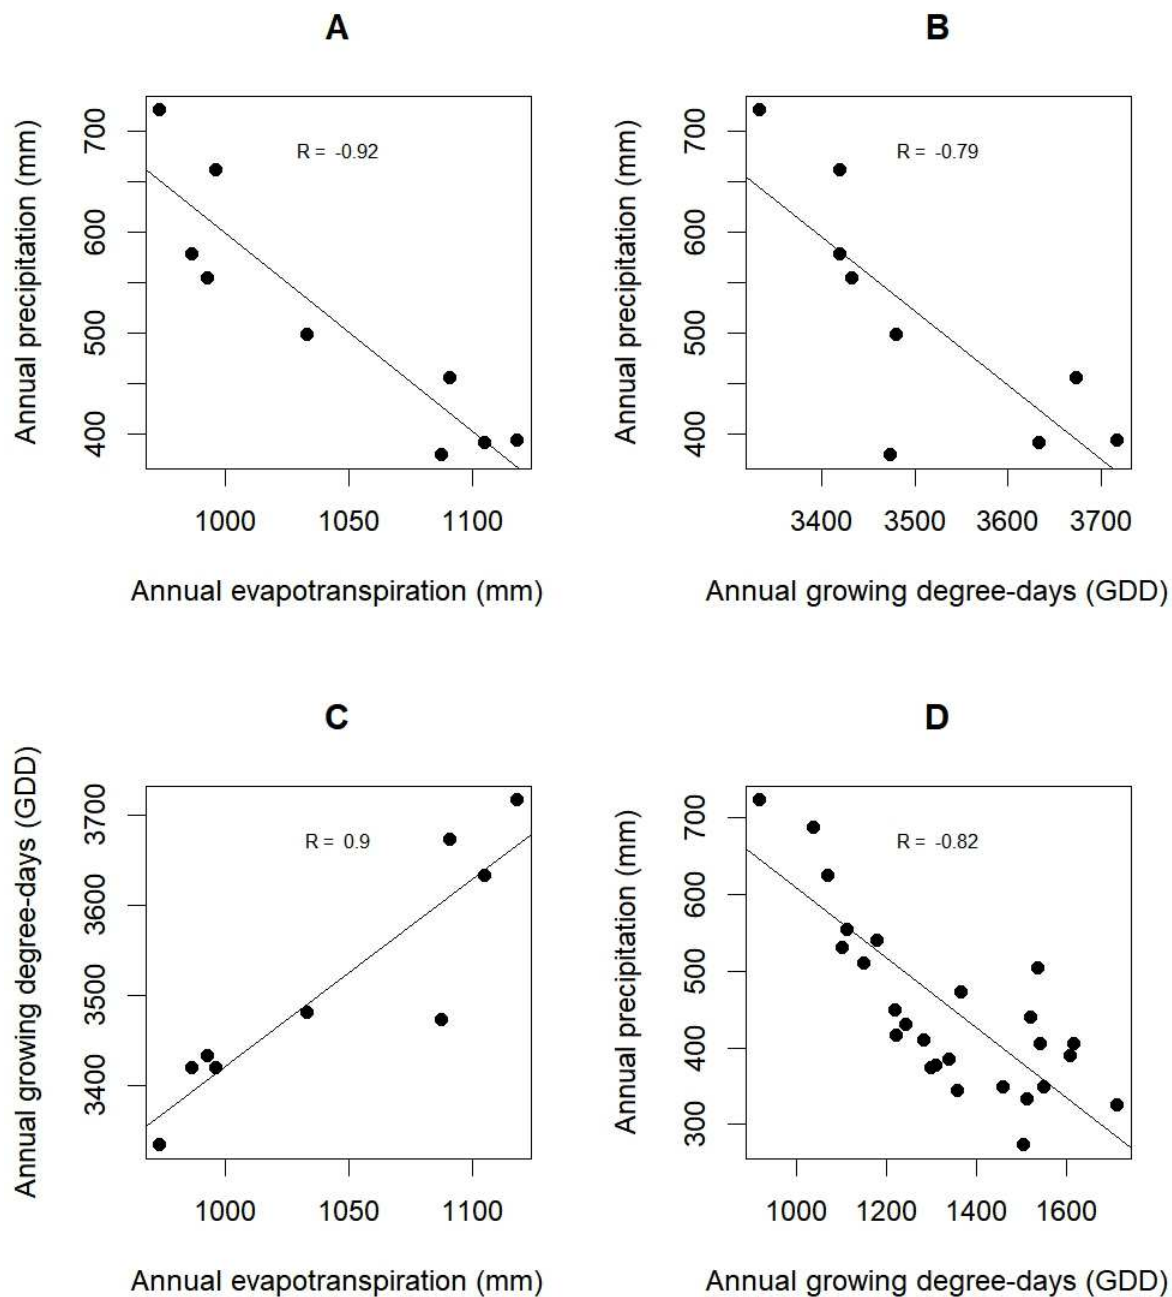 A
R = -0.92
Annual precipitation (mm)
700
600
500
400
1000 1050 1100
Annual evapotranspiration (mm)
B
R = -0.79
Annual precipitation (mm)
700
600
500
400
3400 3500 3600 3700
Annual growing degree-days (GDD)
C
R = 0.9
Annual growing degree-days (GDD)
3700
3600
3500
3400
1000 1050 1100
Annual evapotranspiration (mm)
D
R = -0.82
Annual precipitation (mm)
700
600
500
400
300
1000 1200 1400 1600
Annual growing degree-days (GDD)